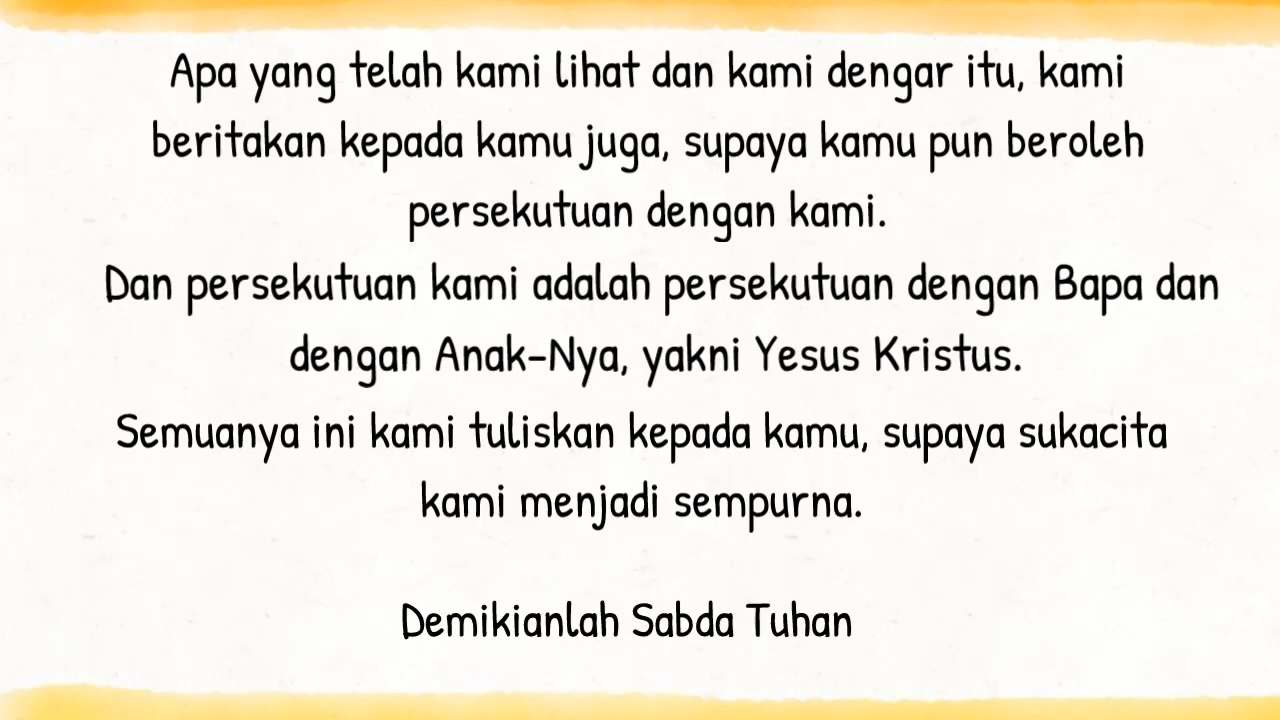 Apa yang telah kami lihat dan kami dengar itu, kami
beritakan kepada kamu juga, supaya kamu pun beroleh
persekutuan dengan kami.
Dan persekutuan kami adalah persekutuan dengan Bapa dan
dengan Anak-Nya, yakni Yesus Kristus.
Semuanya ini kami tuliskan kepada kamu, supaya sukacita
kami menjadi sempurna.
Demikianlah Sabda Tuhan